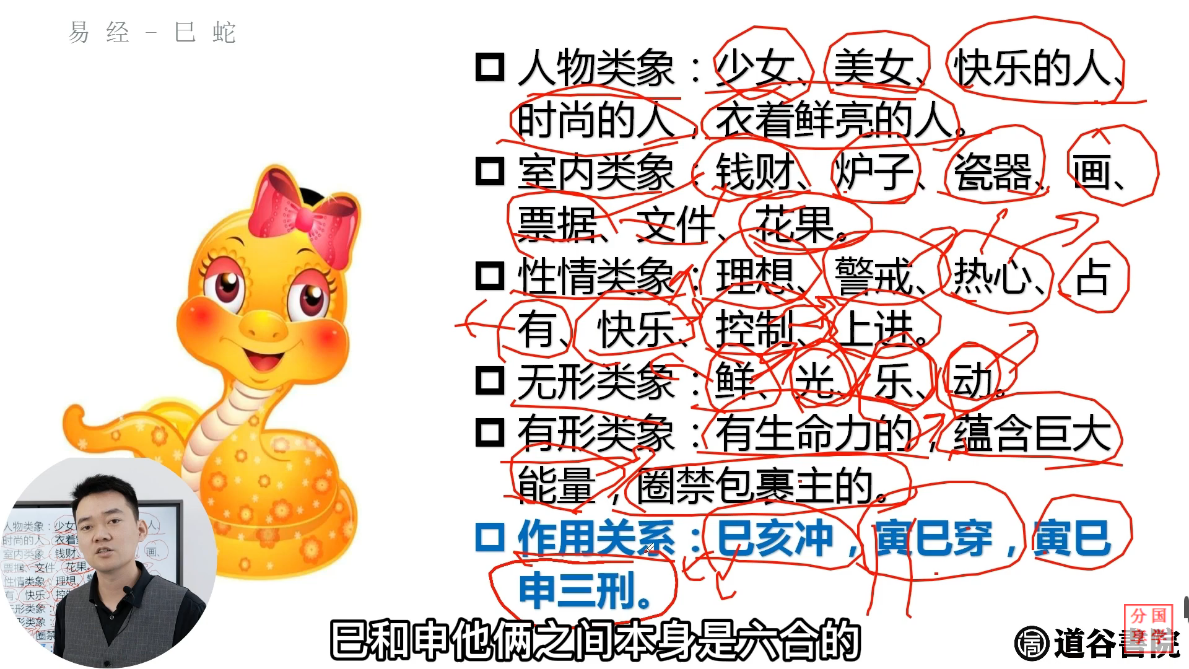 易经-巳蛇
人物类象：少女、美女、快乐的人、
时尚的人，衣着鲜亮的人。
室内类象：钱财、炉子、瓷器、画、
票据、文件、花果。
性情类象：理想、警戒、热心、占
有、快乐、控制、上进。
无形类象：鲜、光、乐、动。
有形类象：有生命力的，蕴含巨大
能量，圈禁包裹主的。
作用关系：巳亥冲，寅巳穿，寅巳
申三刑。
巳和申他俩之间本身是六合的
道谷書院
分国
享学